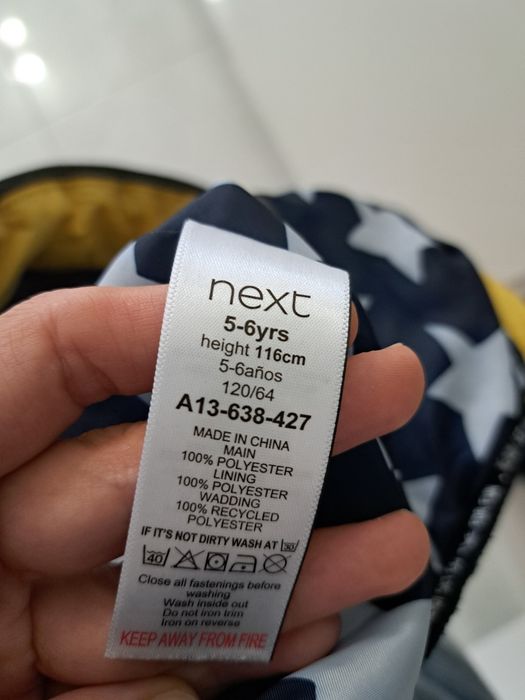 next
5-6yrs
height 116cm
5-6años
120/64
A13-638-427
MADE IN CHINA
MAIN
100% POLYESTER
LINING
100% POLYESTER
WADDING
100% RECYCLED
POLYESTER
IF IT'S NOT DIRTY WASH AT 30
40
Close all fastenings before
washing
Wash inside out
Do not iron trim
Iron on reverse
KEEP AWAY FROM FIRE